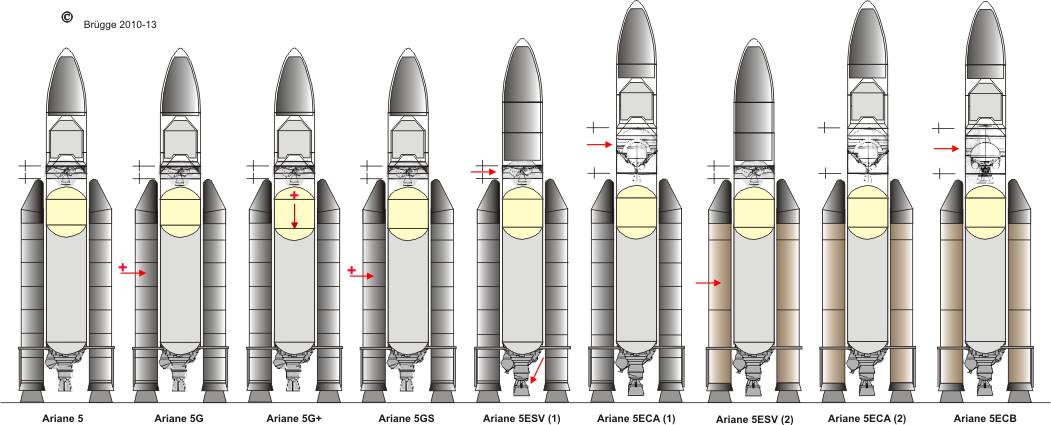 ©
Brügge 2010-13
+
+
+
Ariane 5
Ariane 5G
Ariane 5G+
Ariane 5GS
Ariane 5ESV (1)
Ariane 5ECA (1)
Ariane 5ESV (2)
Ariane 5ECA (2)
Ariane 5ECB